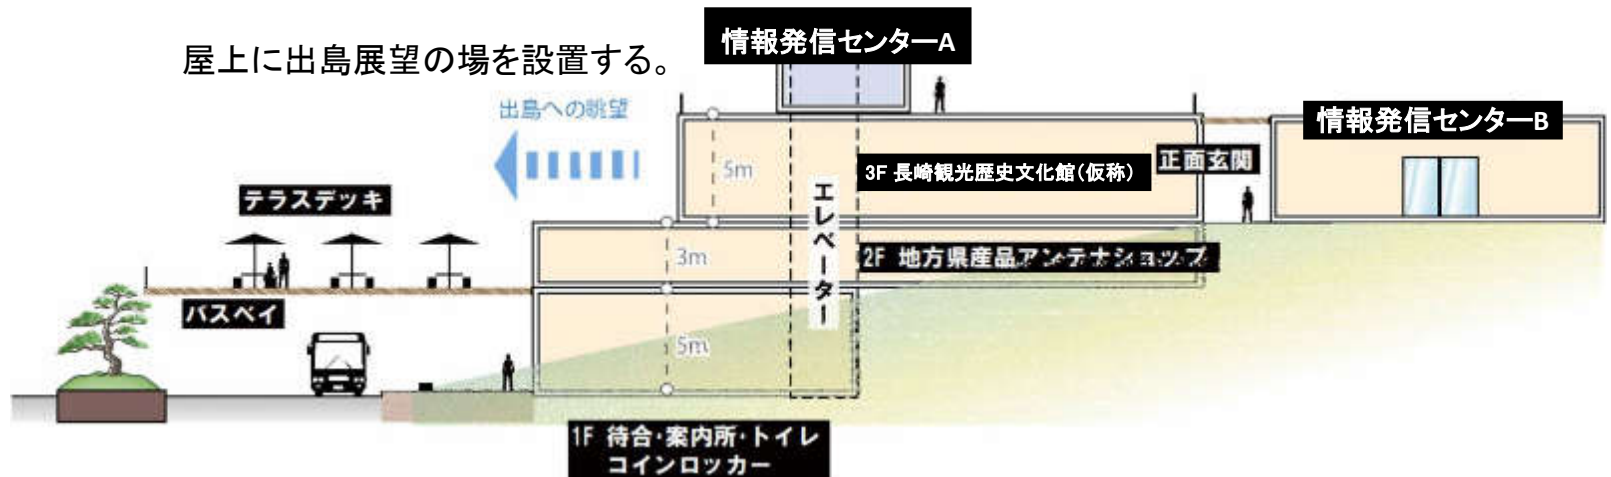 屋上に出島展望の場を設置する。
情報発信センターA
出島への眺望
情報発信センターB
5m
3F 長崎観光歴史文化館(仮称)
正面玄関
エレベーター
テラスデッキ
3m
2F 地方県産品アンテナショップ
バスベイ
5m
1F 待合・案内所・トイレ
コインロッカー